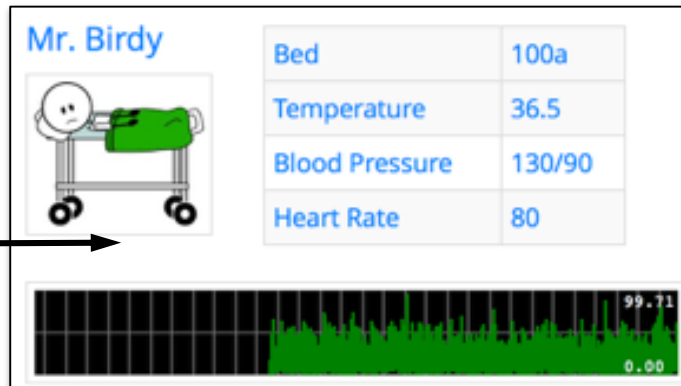 Mr. Birdy
Bed 100a
Temperature 36.5
Blood Pressure 130/90
Heart Rate 80
99.71
0.00